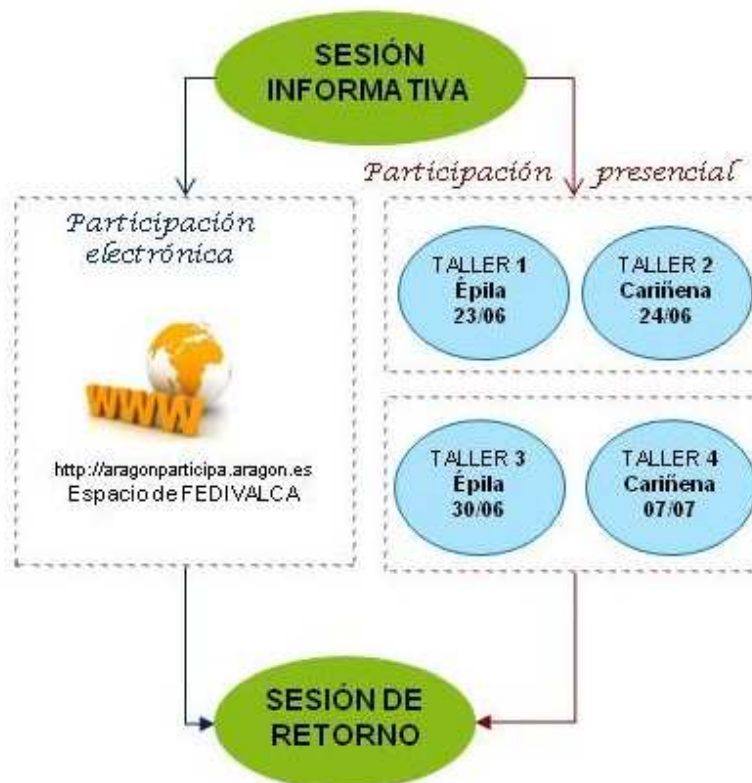 SESIÓN
INFORMATIVA
Participación presencial
Participación
electrónica
www
http://aragonparticipa.aragon.es
Espacio de FEDIVALCA
TALLER 1
Épila
23/06
TALLER 2
Cariñena
24/06
TALLER 3
Épila
30/06
TALLER 4
Cariñena
07/07
SESIÓN DE
RETORNO